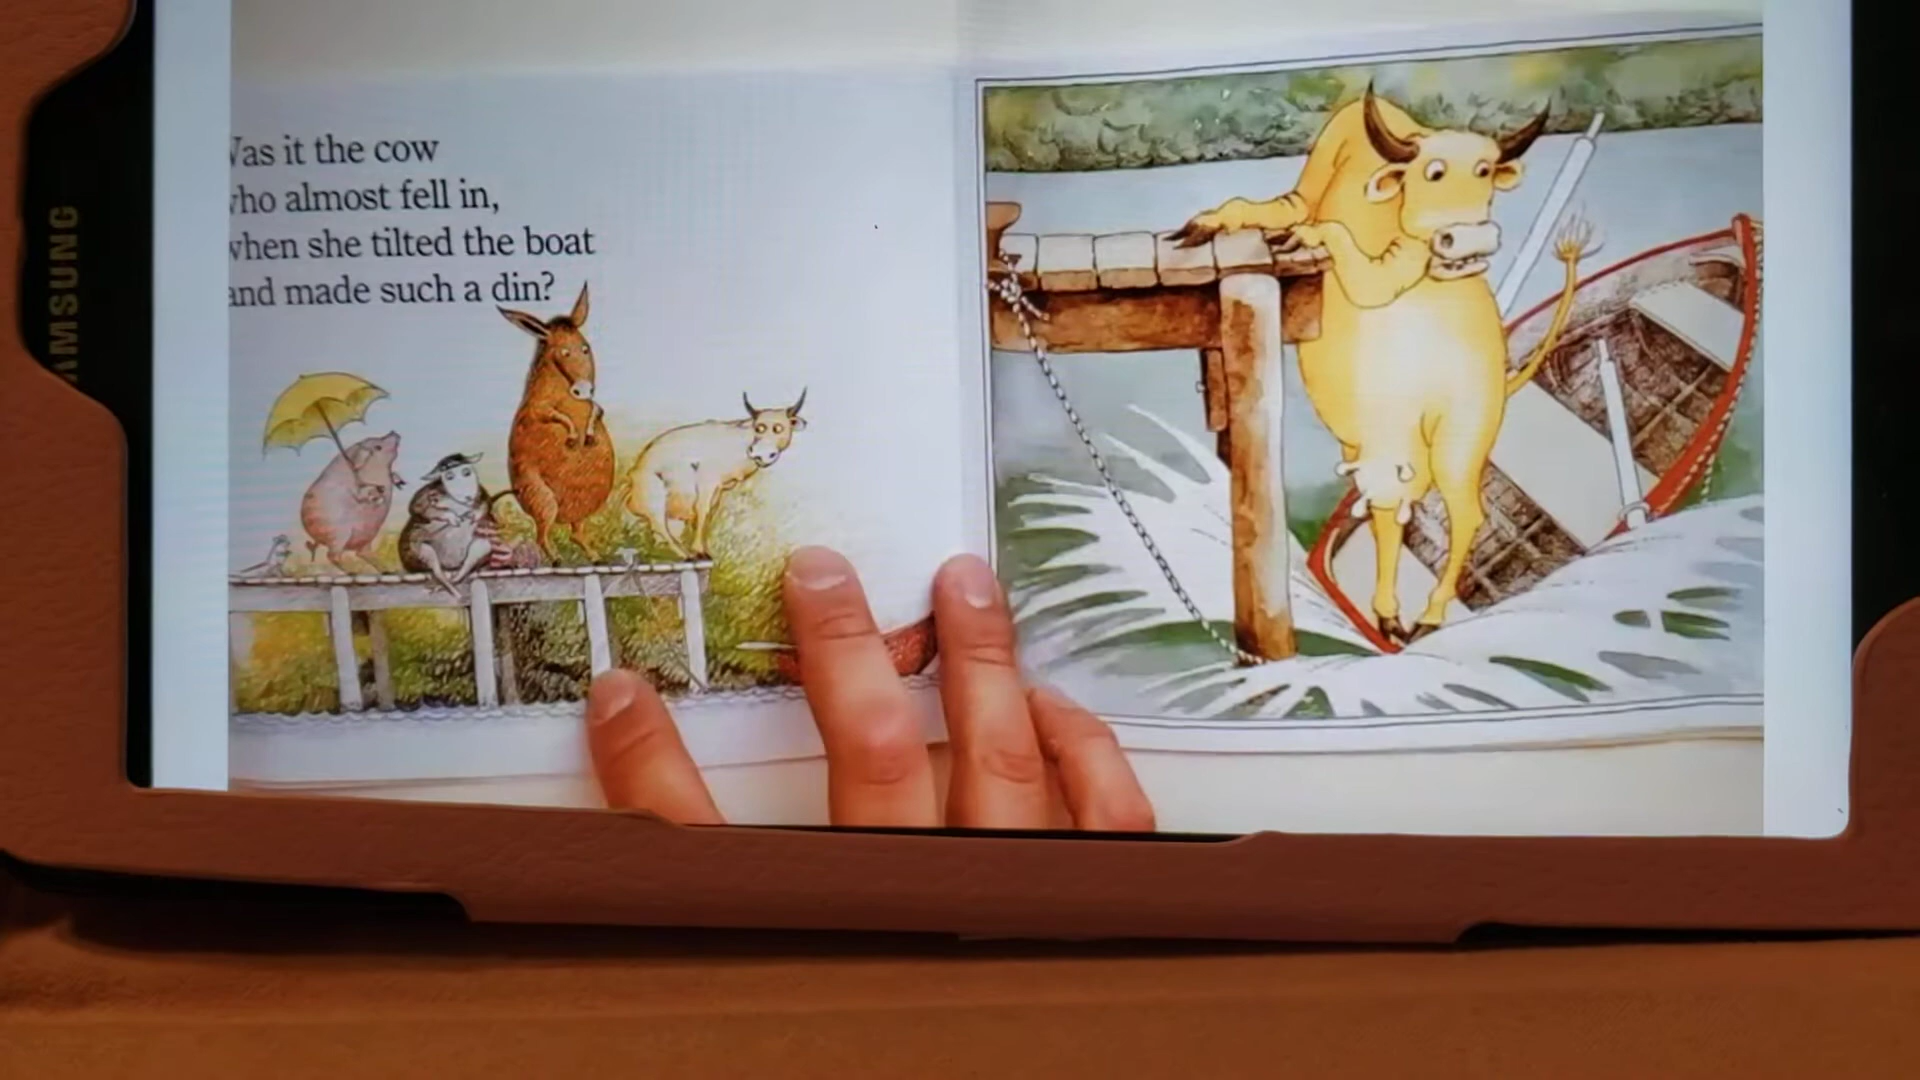 Was it the cow
who almost fell in,
when she tilted the boat
and made such a din?
SAMSUNG